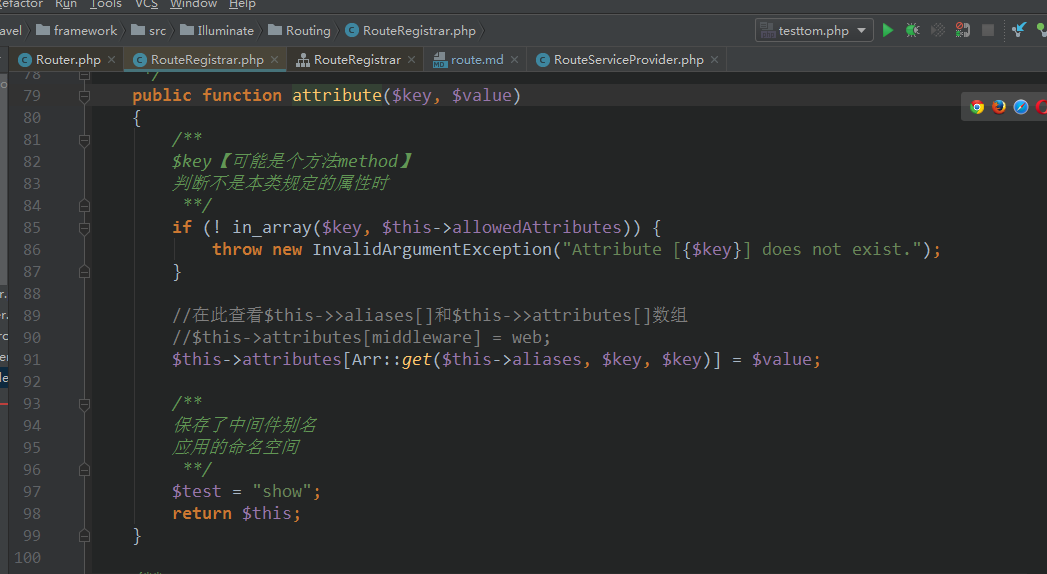 Refactor Run Tools VCS Window Help
avel framework src Illuminate Routing RouteRegistrar.php testtom.php
Router.php RouteRegistrar.php RouteRegistrar route.md RouteServiceProvider.php
78 */
79 public function attribute($key, $value)
80 {
81 /**
82 $key【可能是个方法method】
83 判断不是本类规定的属性时
84 **/
85 if (! in_array($key, $this->allowedAttributes)) {
86 throw new InvalidArgumentException("Attribute [{$key}] does not exist.");
87 }
88
89 //在此查看$this->>aliases[]和$this->>attributes[]数组
90 //$this->attributes[middleware] = web;
91 $this->attributes[Arr::get($this->aliases, $key, $key)] = $value;
92
93 /**
94 保存了中间件别名
95 应用的命名空间
96 **/
97 $test = "show";
98 return $this;
99 }
100